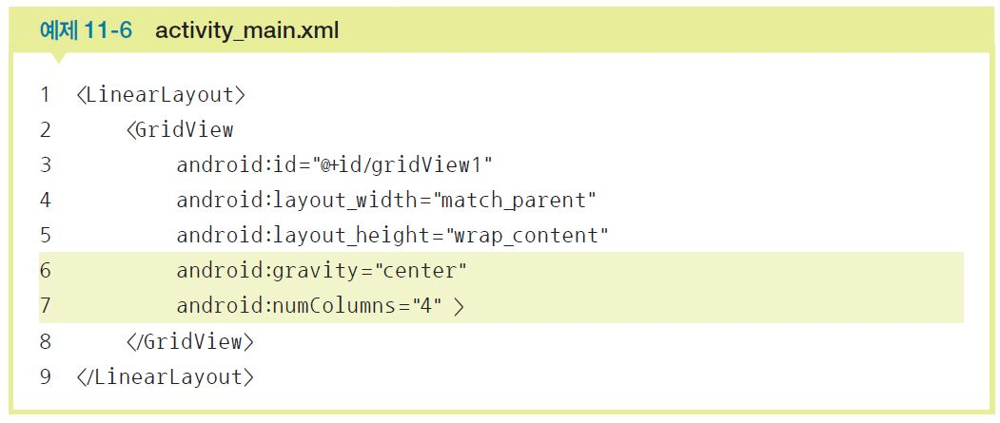 예제 11-6 activity_main.xml
1 <LinearLayout>
2 <GridView
3 android:id="@+id/gridView1"
4 android:layout_width="match_parent"
5 android:layout_height="wrap_content"
6 android:gravity="center"
7 android:numColumns="4" >
8 </GridView>
9 </LinearLayout>